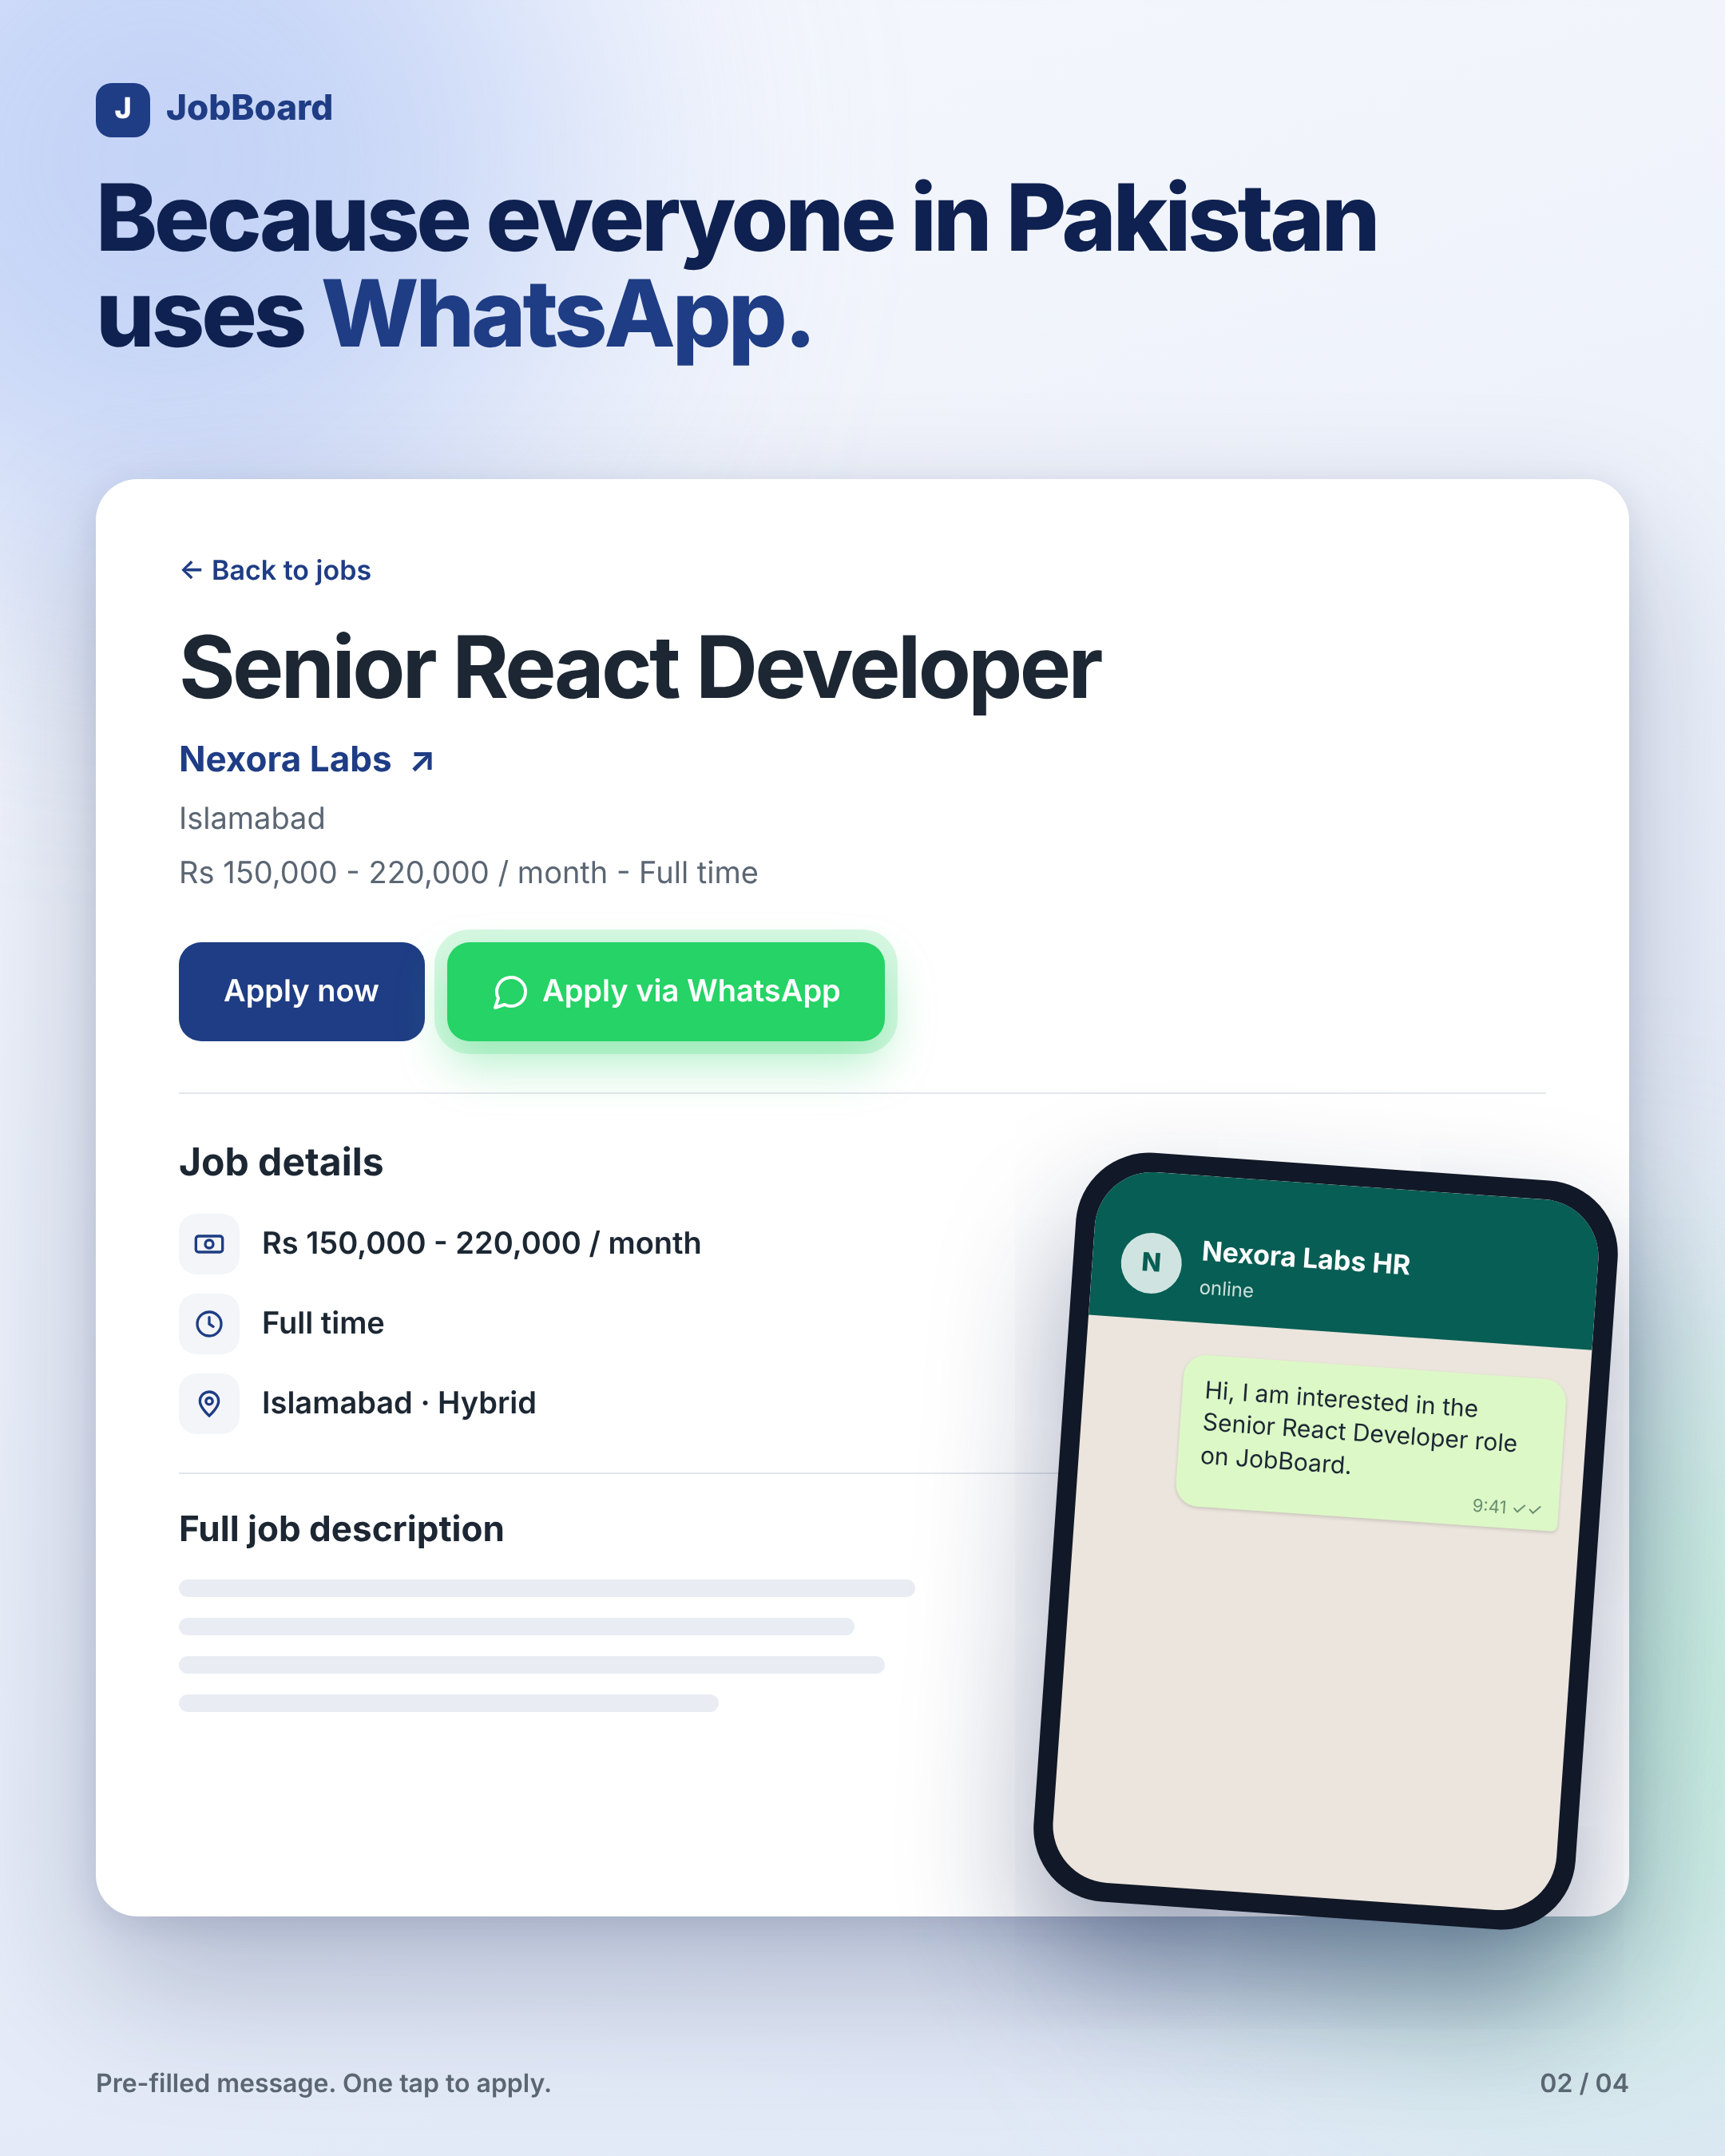 J JobBoard
Because everyone in Pakistan
uses WhatsApp.
← Back to jobs
Senior React Developer
Nexora Labs ↗
Islamabad
Rs 150,000 - 220,000 / month - Full time
Apply now
Apply via WhatsApp
Job details
Rs 150,000 - 220,000 / month
Full time
Islamabad · Hybrid
Full job description
N
Nexora Labs HR
online
Hi, I am interested in the
Senior React Developer role
on JobBoard.
9:41 ✓✓
Pre-filled message. One tap to apply.
02 / 04